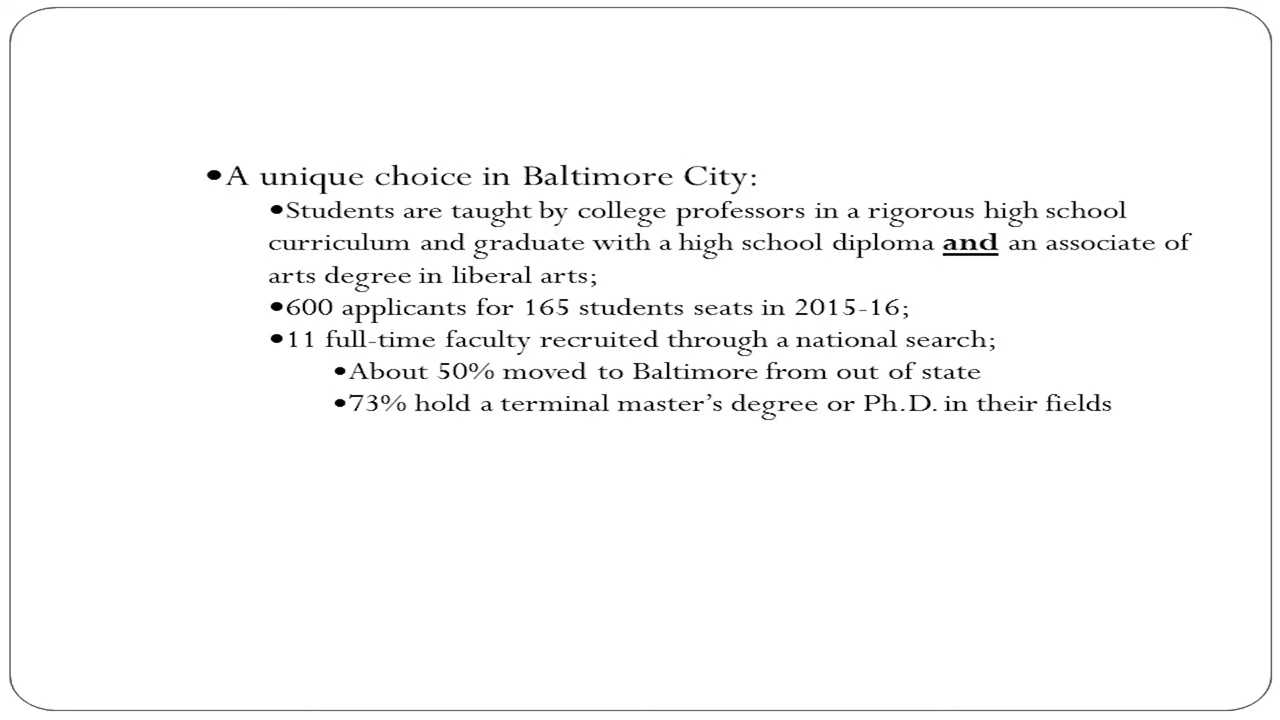 •A unique choice in Baltimore City:
•Students are taught by college professors in a rigorous high school
curriculum and graduate with a high school diploma and an associate of
arts degree in liberal arts;
•600 applicants for 165 students seats in 2015-16;
•11 full-time faculty recruited through a national search;
•About 50% moved to Baltimore from out of state
•73% hold a terminal master's degree or Ph.D. in their fields